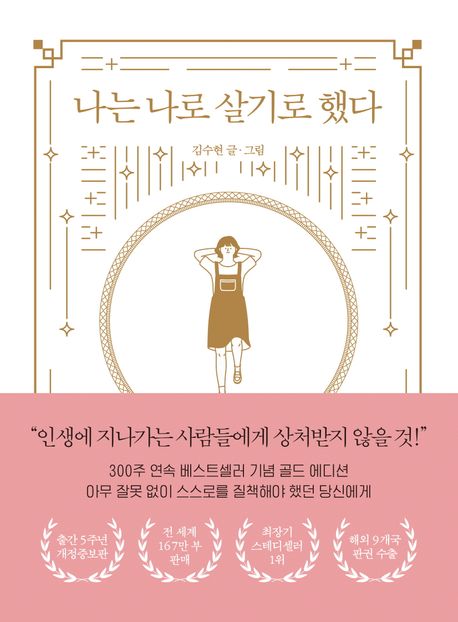 나는 나로 살기로 했다
김수현 글·그림
“인생에 지나가는 사람들에게 상처받지 않을 것!”
300주 연속 베스트셀러 기념 골드 에디션
아무 잘못 없이 스스로를 질책해야 했던 당신에게
출간 5주년
개정증보판
전 세계
167만 부
판매
최장기
스테디셀러
1위
해외 9개국
판권 수출